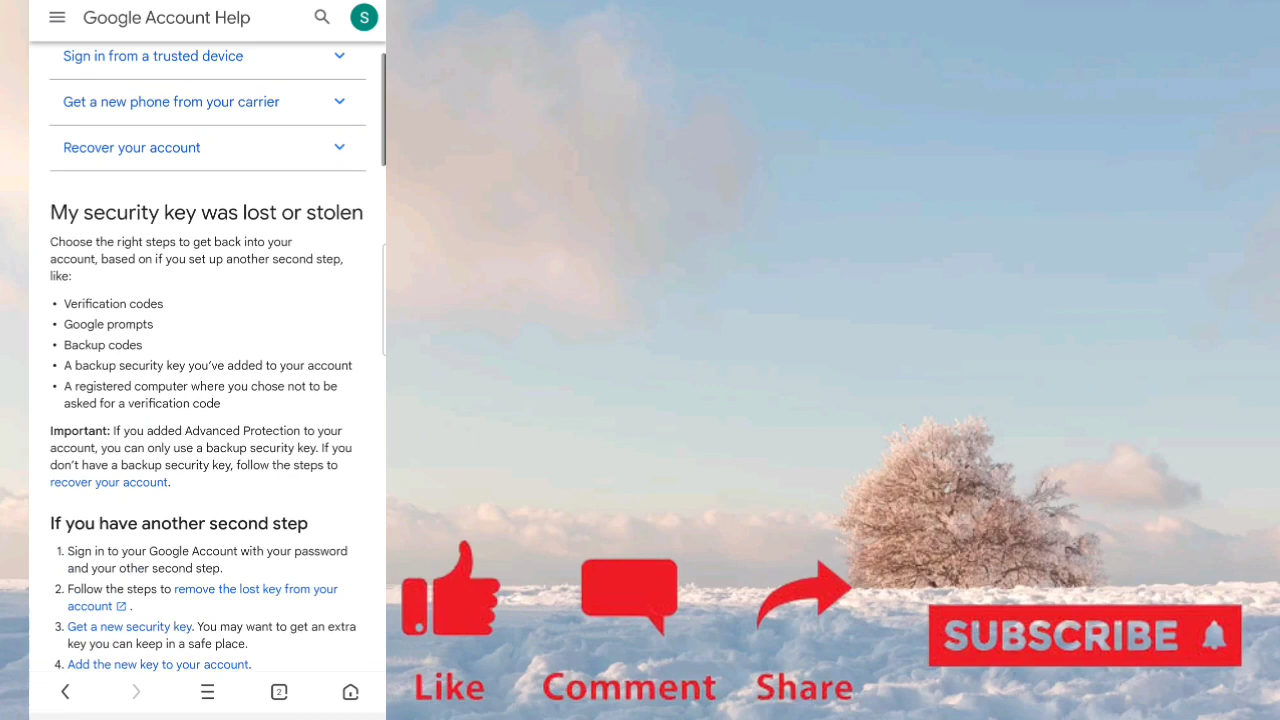 Google Account Help
S
Sign in from a trusted device
Get a new phone from your carrier
Recover your account
My security key was lost or stolen
Choose the right steps to get back into your
account, based on if you set up another second step,
like:
• Verification codes
• Google prompts
• Backup codes
• A backup security key you've added to your account
• A registered computer where you chose not to be
asked for a verification code
Important: If you added Advanced Protection to your
account, you can only use a backup security key. If you
don't have a backup security key, follow the steps to
recover your account.
If you have another second step
1. Sign in to your Google Account with your password
and your other second step.
2. Follow the steps to remove the lost key from your
account .
3. Get a new security key. You may want to get an extra
key you can keep in a safe place.
4. Add the new key to your account.
2
Like
Comment
Share
SUBSCRIBE